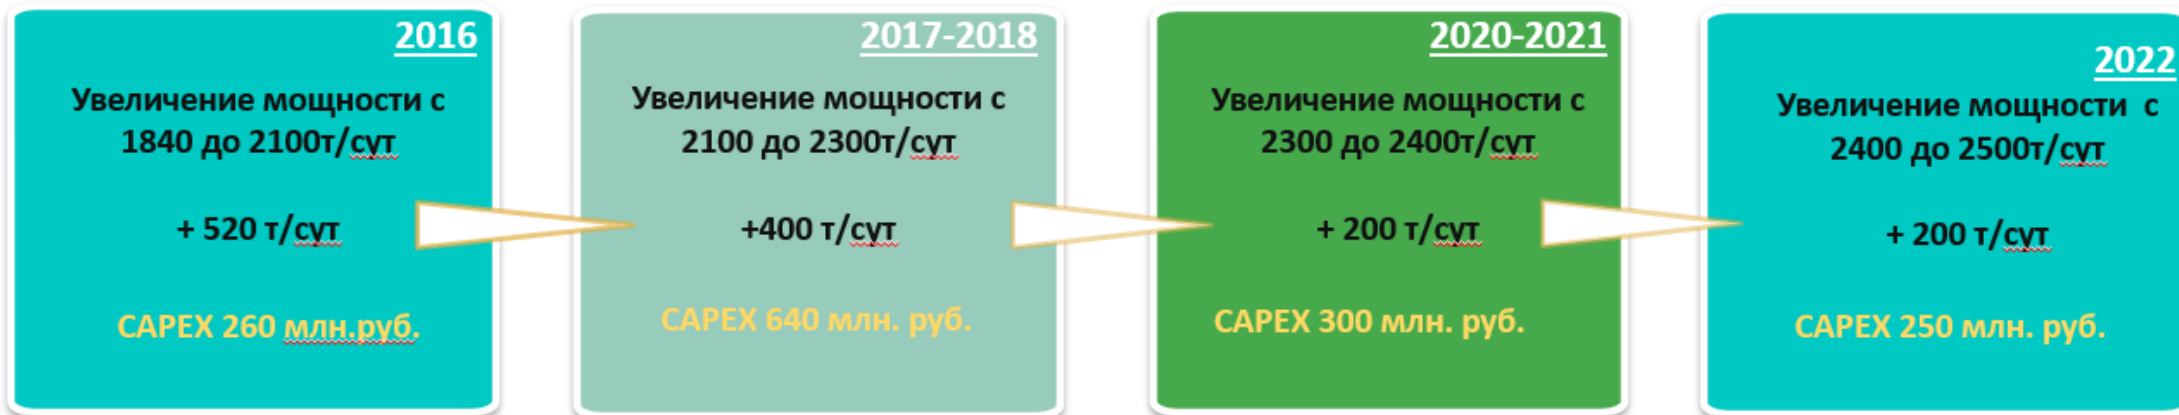 2016
Увеличение мощности с
1840 до 2100т/сут
+ 520 т/сут
CAPEX 260 млн.руб.
2017-2018
Увеличение мощности с
2100 до 2300т/сут
+400 т/сут
CAPEX 640 млн. руб.
2020-2021
Увеличение мощности с
2300 до 2400т/сут
+ 200 т/сут
CAPEX 300 млн. руб.
2022
Увеличение мощности  с
2400 до 2500т/сут
+ 200 т/сут
CAPEX 250 млн. руб.